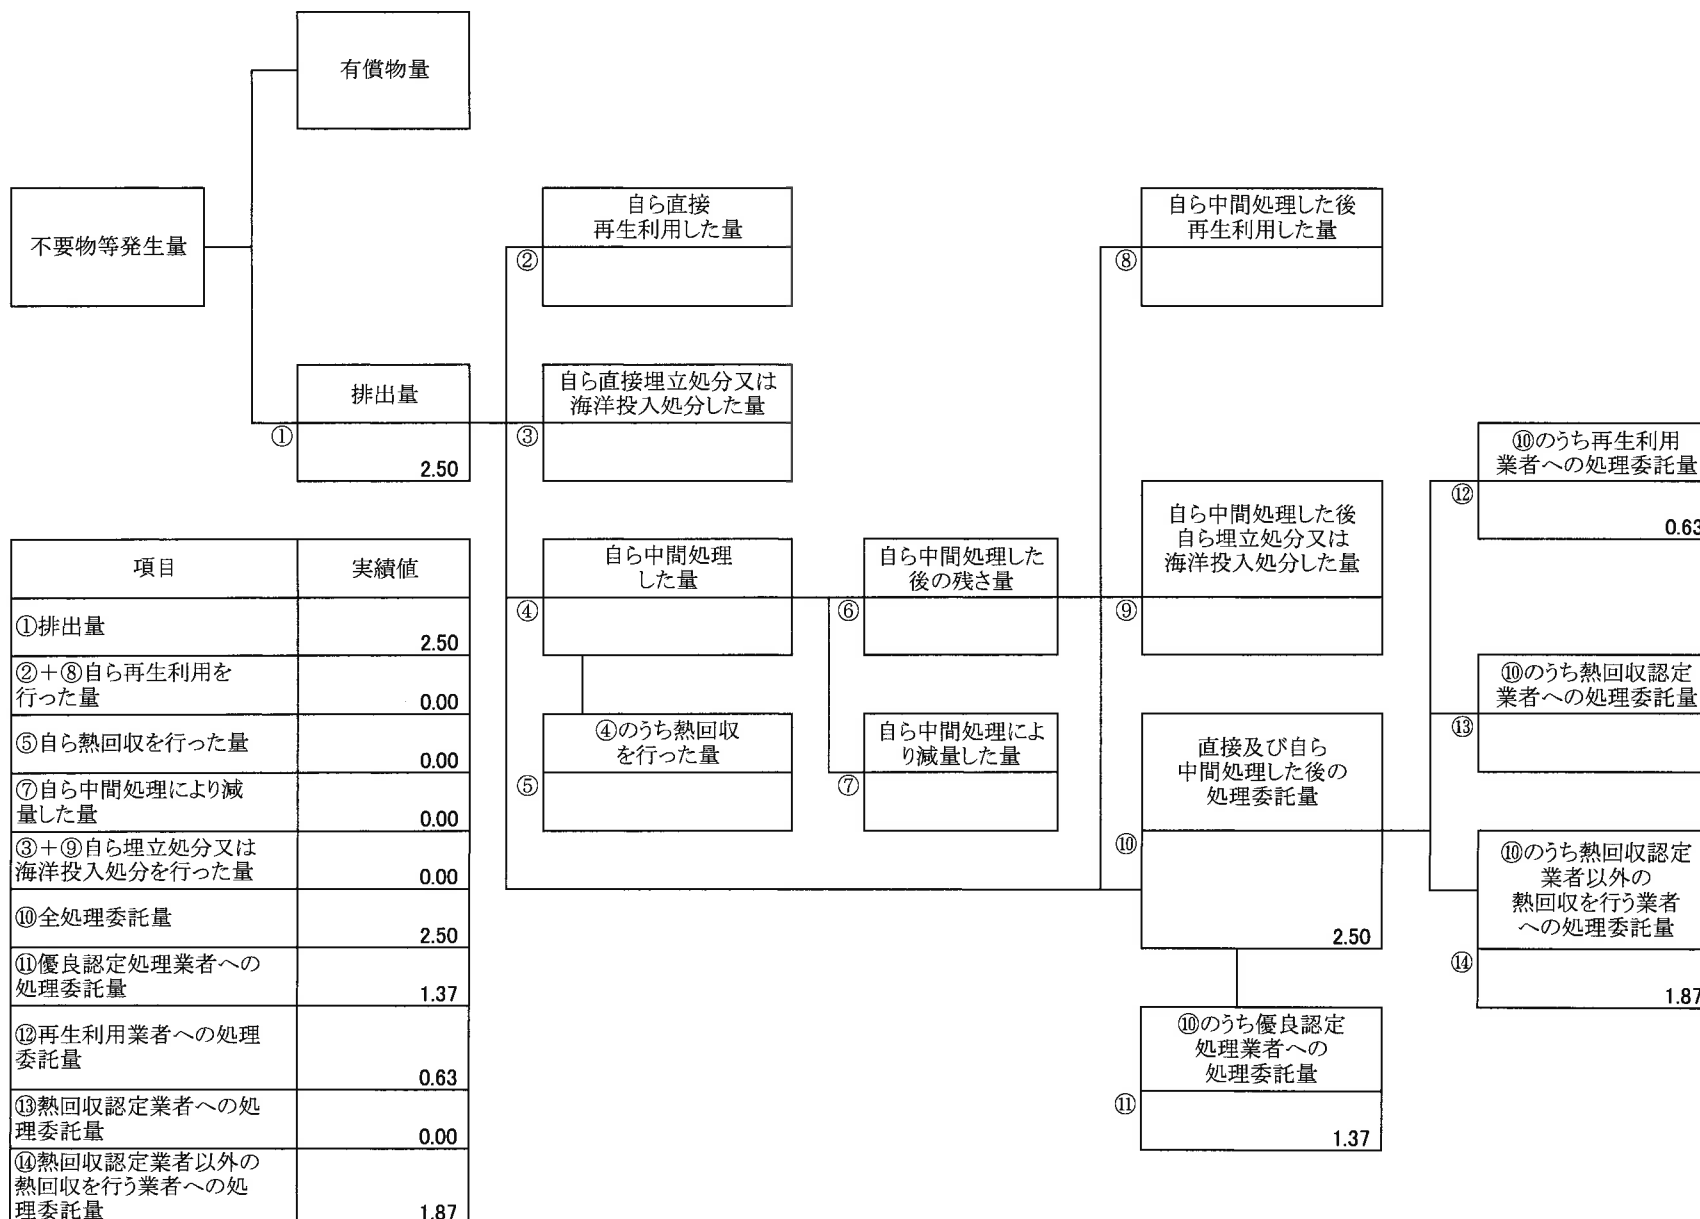 有償物量
不要物等発生量
自ら直接
再生利用した量
②
自ら中間処理した後
再生利用した量
⑧
排出量
①
2.50
自ら直接埋立処分又は
海洋投入処分した量
③
⑩のうち再生利用
業者への処理委託量
⑫
0.63
自ら中間処理
した量
④
自ら中間処理した
後の残さ量
⑥
自ら中間処理した後
自ら埋立処分又は
海洋投入処分した量
⑨
⑩のうち熱回収認定
業者への処理委託量
⑬
④のうち熱回収
を行った量
⑤
自ら中間処理によ
り減量した量
⑦
直接及び自ら
中間処理した後の
処理委託量
⑩
2.50
⑩のうち熱回収認定
業者以外の
熱回収を行う業者
への処理委託量
⑭
1.87
⑩のうち優良認定
処理業者への
処理委託量
⑪
1.37
項目 実績値
①排出量
2.50
②+⑧自ら再生利用を
行った量
0.00
⑤自ら熱回収を行った量
0.00
⑦自ら中間処理により減
量した量
0.00
③+⑨自ら埋立処分又は
海洋投入処分を行った量
0.00
⑩全処理委託量
2.50
⑪優良認定処理業者への
処理委託量
1.37
⑫再生利用業者への処理
委託量
0.63
⑬熱回収認定業者への処
理委託量
0.00
⑭熱回収認定業者以外の
熱回収を行う業者への処
理委託量
1.87